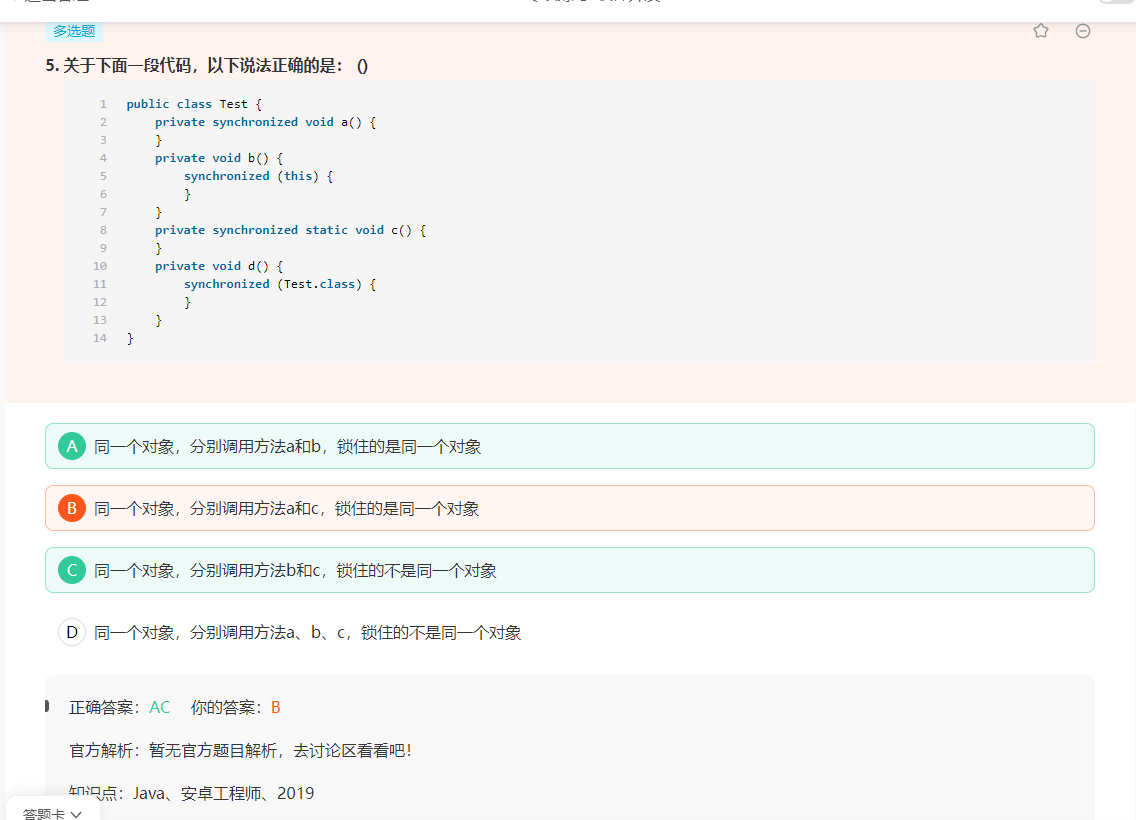 多选题
5. 关于下面一段代码，以下说法正确的是： ()
1 public class Test {
2 private synchronized void a() {
3 }
4 private void b() {
5 synchronized (this) {
6 }
7 }
8 private synchronized static void c() {
9 }
10 private void d() {
11 synchronized (Test.class) {
12 }
13 }
14 }
A 同一个对象，分别调用方法a和b，锁住的是同一个对象
B 同一个对象，分别调用方法a和c，锁住的是同一个对象
C 同一个对象，分别调用方法b和c，锁住的不是同一个对象
D 同一个对象，分别调用方法a、b、c，锁住的不是同一个对象
正确答案：AC 你的答案：B
官方解析：暂无官方题目解析，去讨论区看看吧！
知识点：Java、安卓工程师、2019
答题卡